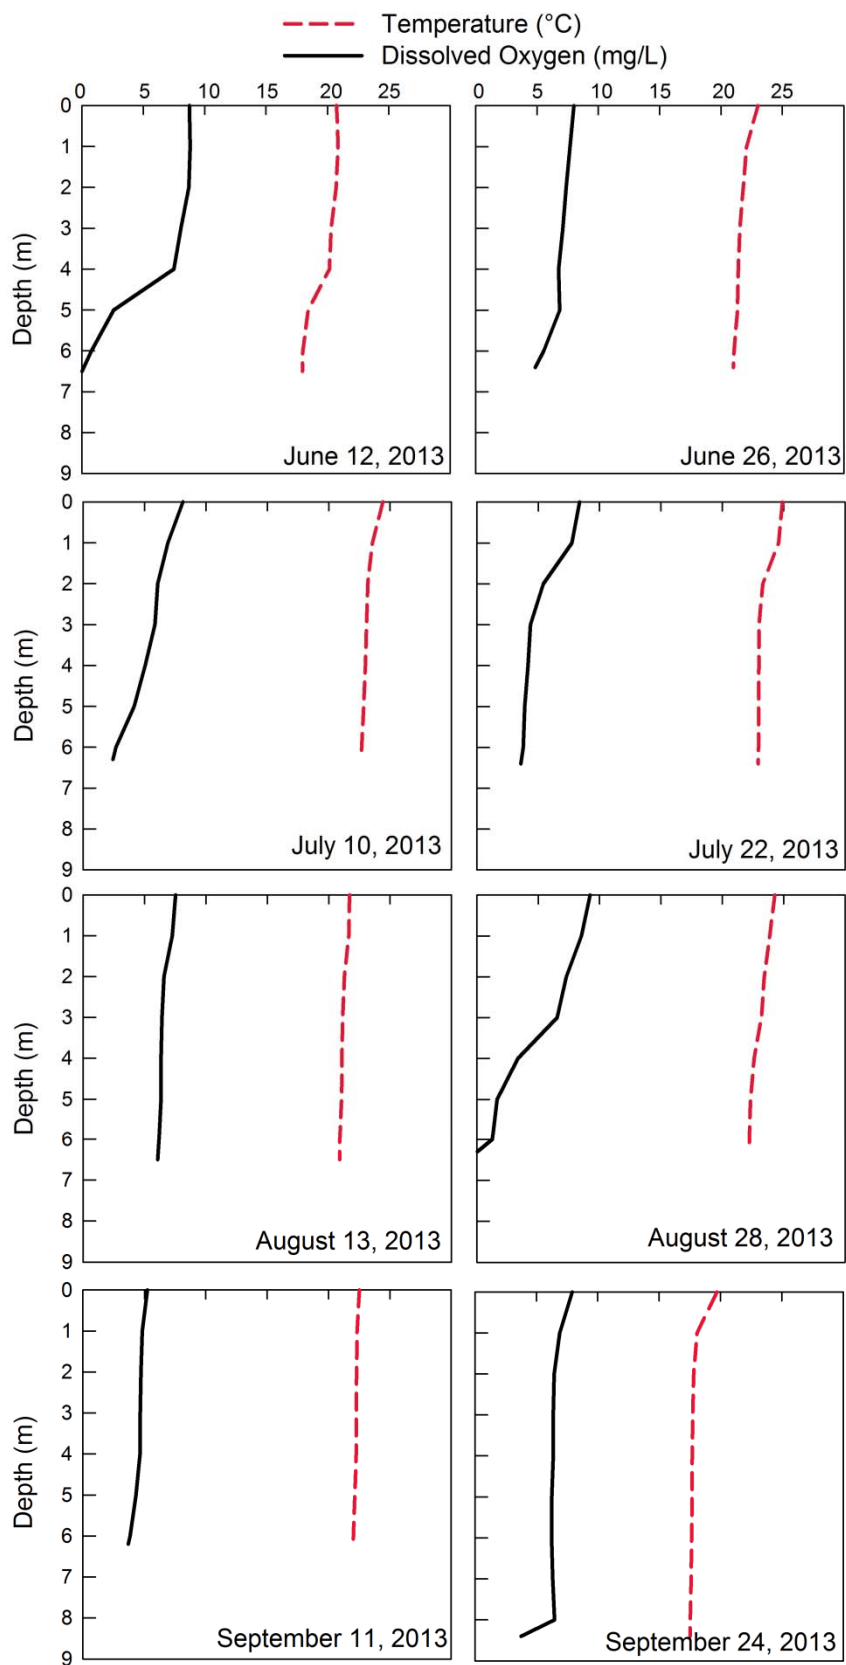 Temperature (°C)
Dissolved Oxygen (mg/L)
0 5 10 15 20 25
0 5 10 15 20 25
0
1
2
3
4
5
6
7
8
9
Depth (m)
June 12, 2013
June 26, 2013
0
1
2
3
4
5
6
7
8
9
Depth (m)
July 10, 2013
July 22, 2013
0
1
2
3
4
5
6
7
8
9
Depth (m)
August 13, 2013
August 28, 2013
0
1
2
3
4
5
6
7
8
9
Depth (m)
September 11, 2013
September 24, 2013